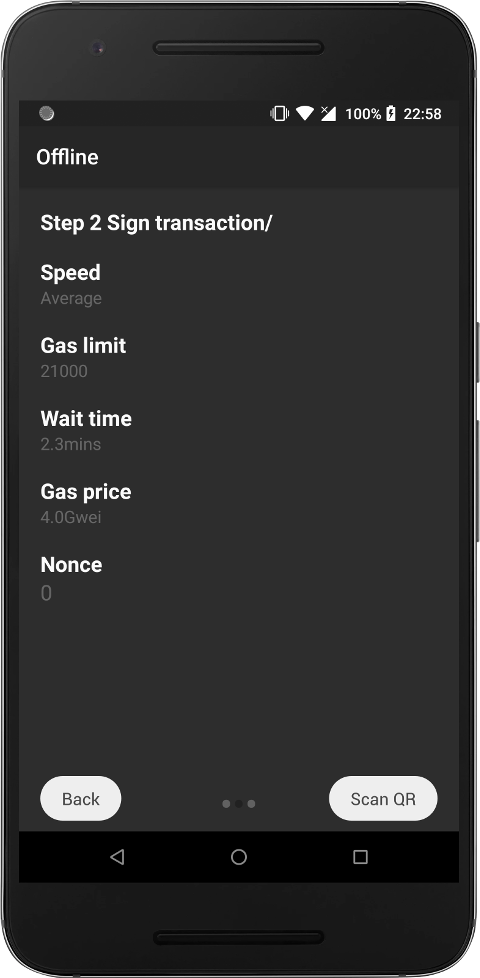 100% 22:58
Offline
Step 2 Sign transaction/
Speed
Average
Gas limit
21000
Wait time
2.3mins
Gas price
4.0Gwei
Nonce
0
Back Scan QR